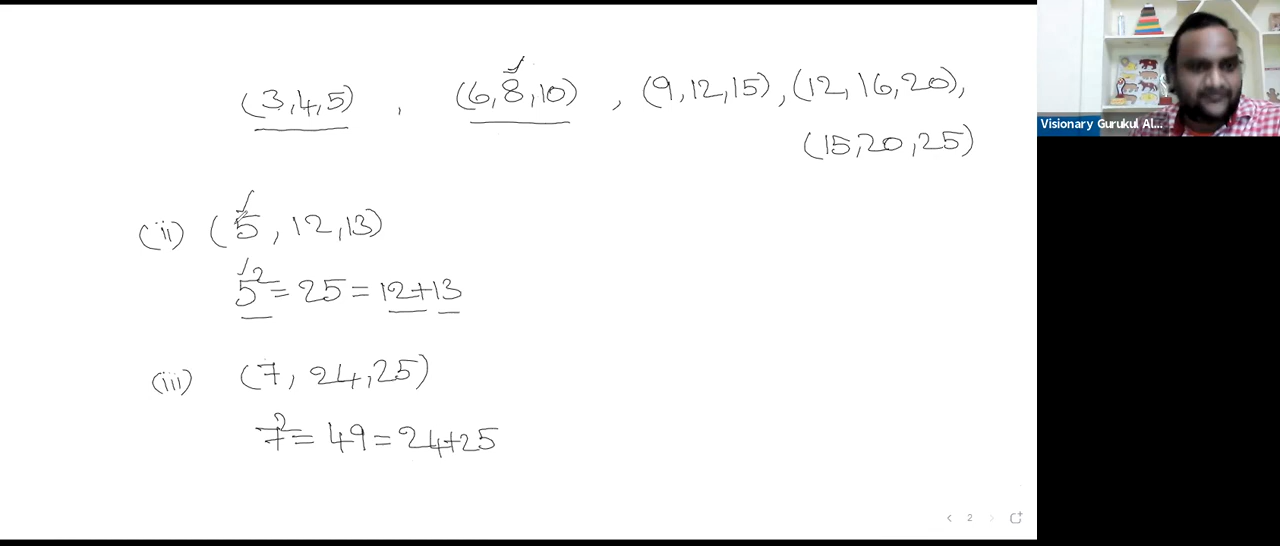 (3,4,5) , (6,8,10) , (9,12,15), (12,16,20),
(15,20,25)
Visionary Gurukul Al...
(ii) (5, 12,13)
5² = 25 = 12+13
(iii) (7, 24,25)
7² = 49 = 24+25
2